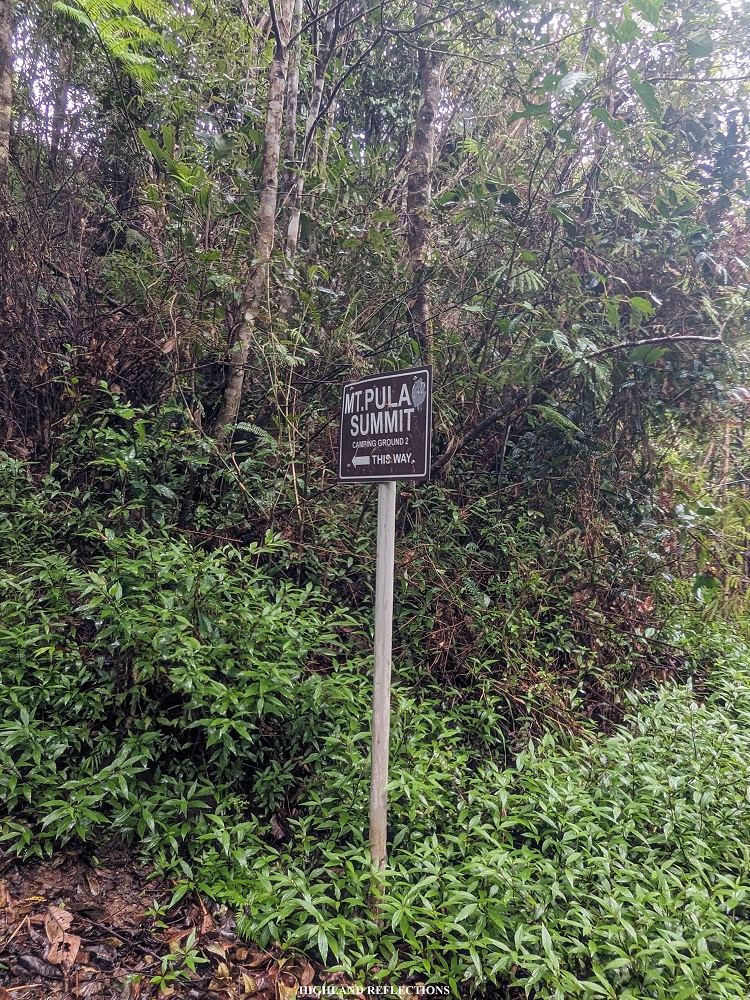 MT.PULA
SUMMIT
CAMPING GROUND 2
THIS WAY
HIGHLAND REFLECTIONS